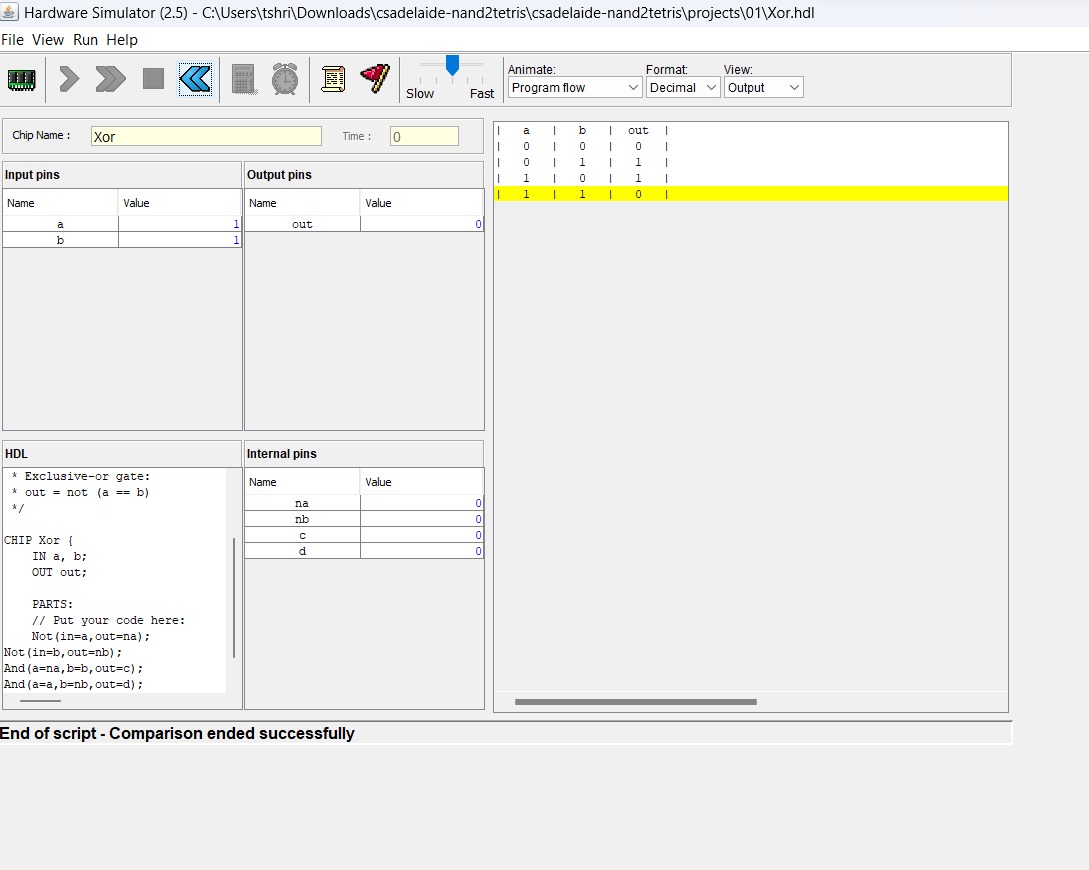 Hardware Simulator (2.5) - C:\Users\tshri\Downloads\csadelaide-nand2tetris\csadelaide-nand2tetris\projects\01\Xor.hdl
File View Run Help
Slow Fast
Animate:
Program flow
Format:
Decimal
View:
Output
Chip Name :
Xor
Time :
0
Input pins
Name Value
a 1
b 1
Output pins
Name Value
out 0
| a | b | out |
| 0 | 0 | 0 |
| 0 | 1 | 1 |
| 1 | 0 | 1 |
| 1 | 1 | 0 |
HDL
* Exclusive-or gate:
* out = not (a == b)
*/
CHIP Xor {
IN a, b;
OUT out;
PARTS:
// Put your code here:
Not(in=a,out=na);
Not(in=b,out=nb);
And(a=na,b=b,out=c);
And(a=a,b=nb,out=d);
Internal pins
Name Value
na 0
nb 0
c 0
d 0
End of script - Comparison ended successfully